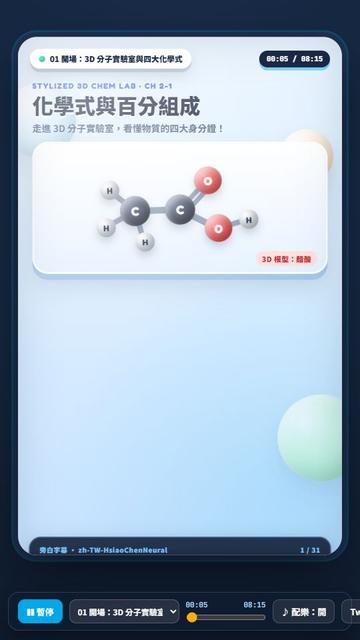 01 開場：3D 分子實驗室與四大化學式
00:05 / 08:15
STYLIZED 3D CHEM LAB · CH 2-1
化學式與百分組成
走進 3D 分子實驗室，看懂物質的四大身分證！
H
O
C
C
H
H
O
H
3D 模型：醋酸
旁白字幕 • zh-TW-HsiaoChenNeural
1 / 31
暫停
01 開場：3D 分子實驗室
00:05
08:15
♪ 配樂：開
Tw